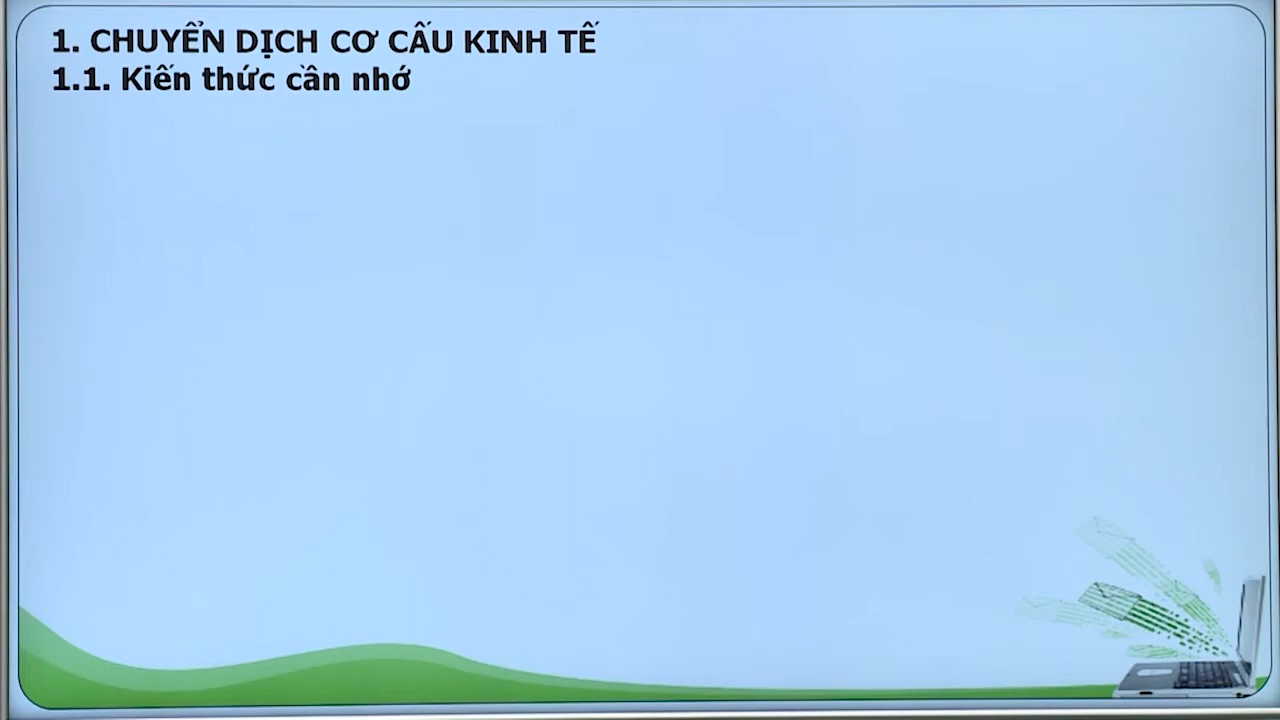 1. CHUYỂN DỊCH CƠ CẤU KINH TẾ
1.1. Kiến thức cần nhớ